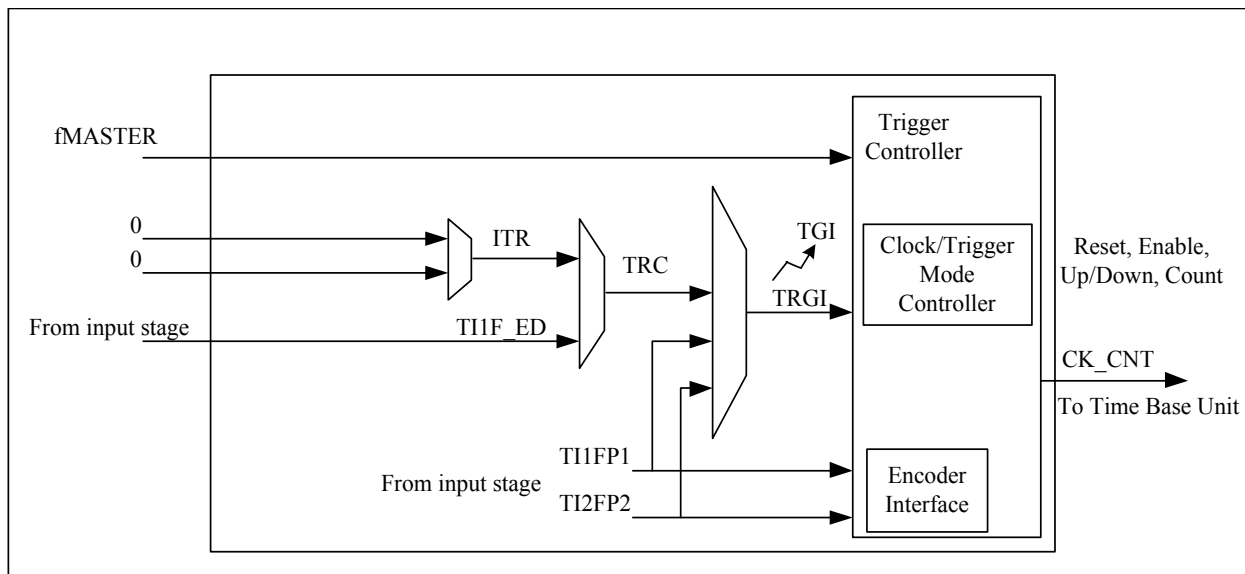 fMASTER
Trigger
Controller
0
0
ITR
TRC
TGI
TRGI
Clock/Trigger
Mode
Controller
Reset, Enable,
Up/Down, Count
From input stage
TI1F_ED
CK_CNT
To Time Base Unit
TI1FP1
From input stage
TI2FP2
Encoder
Interface